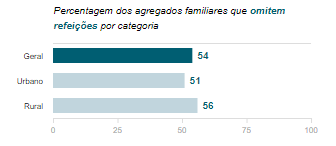 Percentagem dos agregados familiares que omitem
refeições por categoria
Geral 54
Urbano 51
Rural 56
0 25 50 75 100